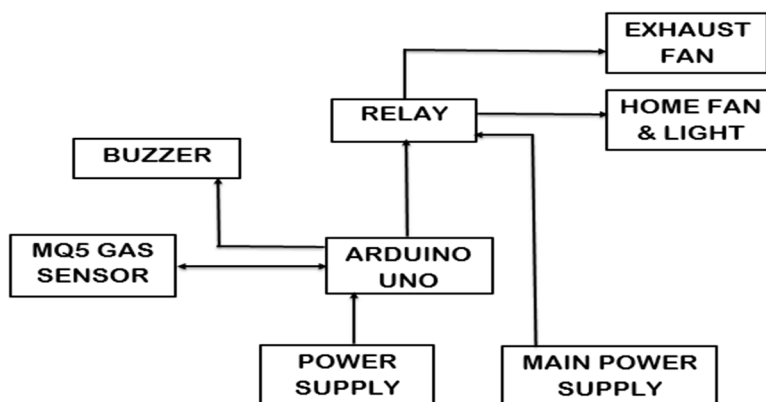 EXHAUST
FAN
RELAY
HOME FAN
& LIGHT
BUZZER
MQ5 GAS
SENSOR
ARDUINO
UNO
POWER
SUPPLY
MAIN POWER
SUPPLY